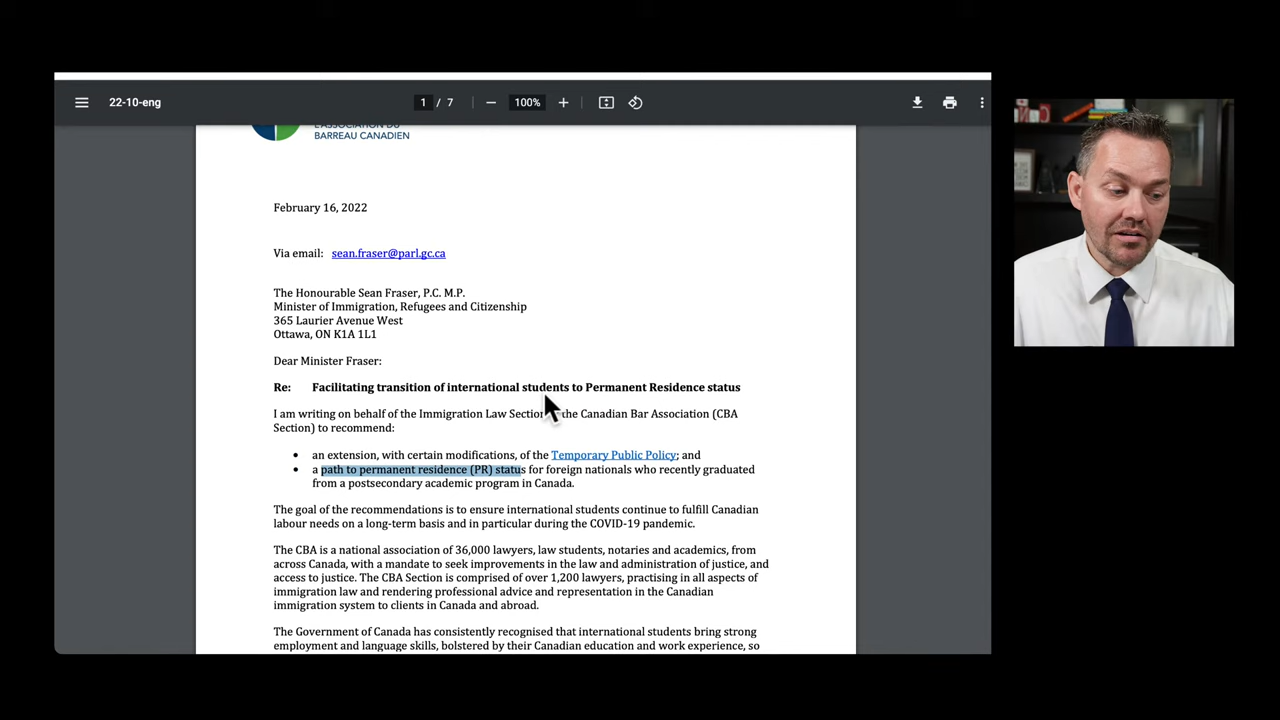 22-10-eng
1 / 7
100%
L'ASSOCIATION DU
BARREAU CANADIEN
February 16, 2022
Via email: sean.fraser@parl.gc.ca
The Honourable Sean Fraser, P.C. M.P.
Minister of Immigration, Refugees and Citizenship
365 Laurier Avenue West
Ottawa, ON K1A 1L1
Dear Minister Fraser:
Re: Facilitating transition of international students to Permanent Residence status
I am writing on behalf of the Immigration Law Section the Canadian Bar Association (CBA
Section) to recommend:
• an extension, with certain modifications, of the Temporary Public Policy; and
• a path to permanent residence (PR) status for foreign nationals who recently graduated
from a postsecondary academic program in Canada.
The goal of the recommendations is to ensure international students continue to fulfill Canadian
labour needs on a long-term basis and in particular during the COVID-19 pandemic.
The CBA is a national association of 36,000 lawyers, law students, notaries and academics, from
across Canada, with a mandate to seek improvements in the law and administration of justice, and
access to justice. The CBA Section is comprised of over 1,200 lawyers, practising in all aspects of
immigration law and rendering professional advice and representation in the Canadian
immigration system to clients in Canada and abroad.
The Government of Canada has consistently recognised that international students bring strong
employment and language skills, bolstered by their Canadian education and work experience, so